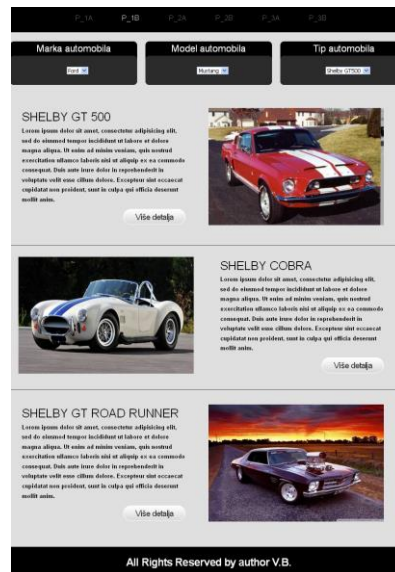 P_1A P_1B P_2A P_2B P_3A P_3B
Marka automobila Model automobila Tip automobila
Ford Mustang Shelby GT500
SHELBY GT 500
Lorem ipsum dolor sit amet, consectetur adipisicing elit,
sed do eiusmod tempor incididunt ut labore et dolore
magna aliqua. Ut enim ad minim veniam, quis nostrud
exercitation ullamco laboris nisi ut aliquip ex ea commodo
consequat. Duis aute irure dolor in reprehenderit in
voluptate velit esse cillum dolore. Excepteur sint occaecat
cupidatat non proident, sunt in culpa qui officia deserunt
mollit anim.
Više detalja
SHELBY COBRA
Lorem ipsum dolor sit amet, consectetur adipisicing elit,
sed do eiusmod tempor incididunt ut labore et dolore
magna aliqua. Ut enim ad minim veniam, quis nostrud
exercitation ullamco laboris nisi ut aliquip ex ea commodo
consequat. Duis aute irure dolor in reprehenderit in
voluptate velit esse cillum dolore. Excepteur sint occaecat
cupidatat non proident, sunt in culpa qui officia deserunt
mollit anim.
Više detalja
SHELBY GT ROAD RUNNER
Lorem ipsum dolor sit amet, consectetur adipisicing elit,
sed do eiusmod tempor incididunt ut labore et dolore
magna aliqua. Ut enim ad minim veniam, quis nostrud
exercitation ullamco laboris nisi ut aliquip ex ea commodo
consequat. Duis aute irure dolor in reprehenderit in
voluptate velit esse cillum dolore. Excepteur sint occaecat
cupidatat non proident, sunt in culpa qui officia deserunt
mollit anim.
Više detalja
All Rights Reserved by author V.B.